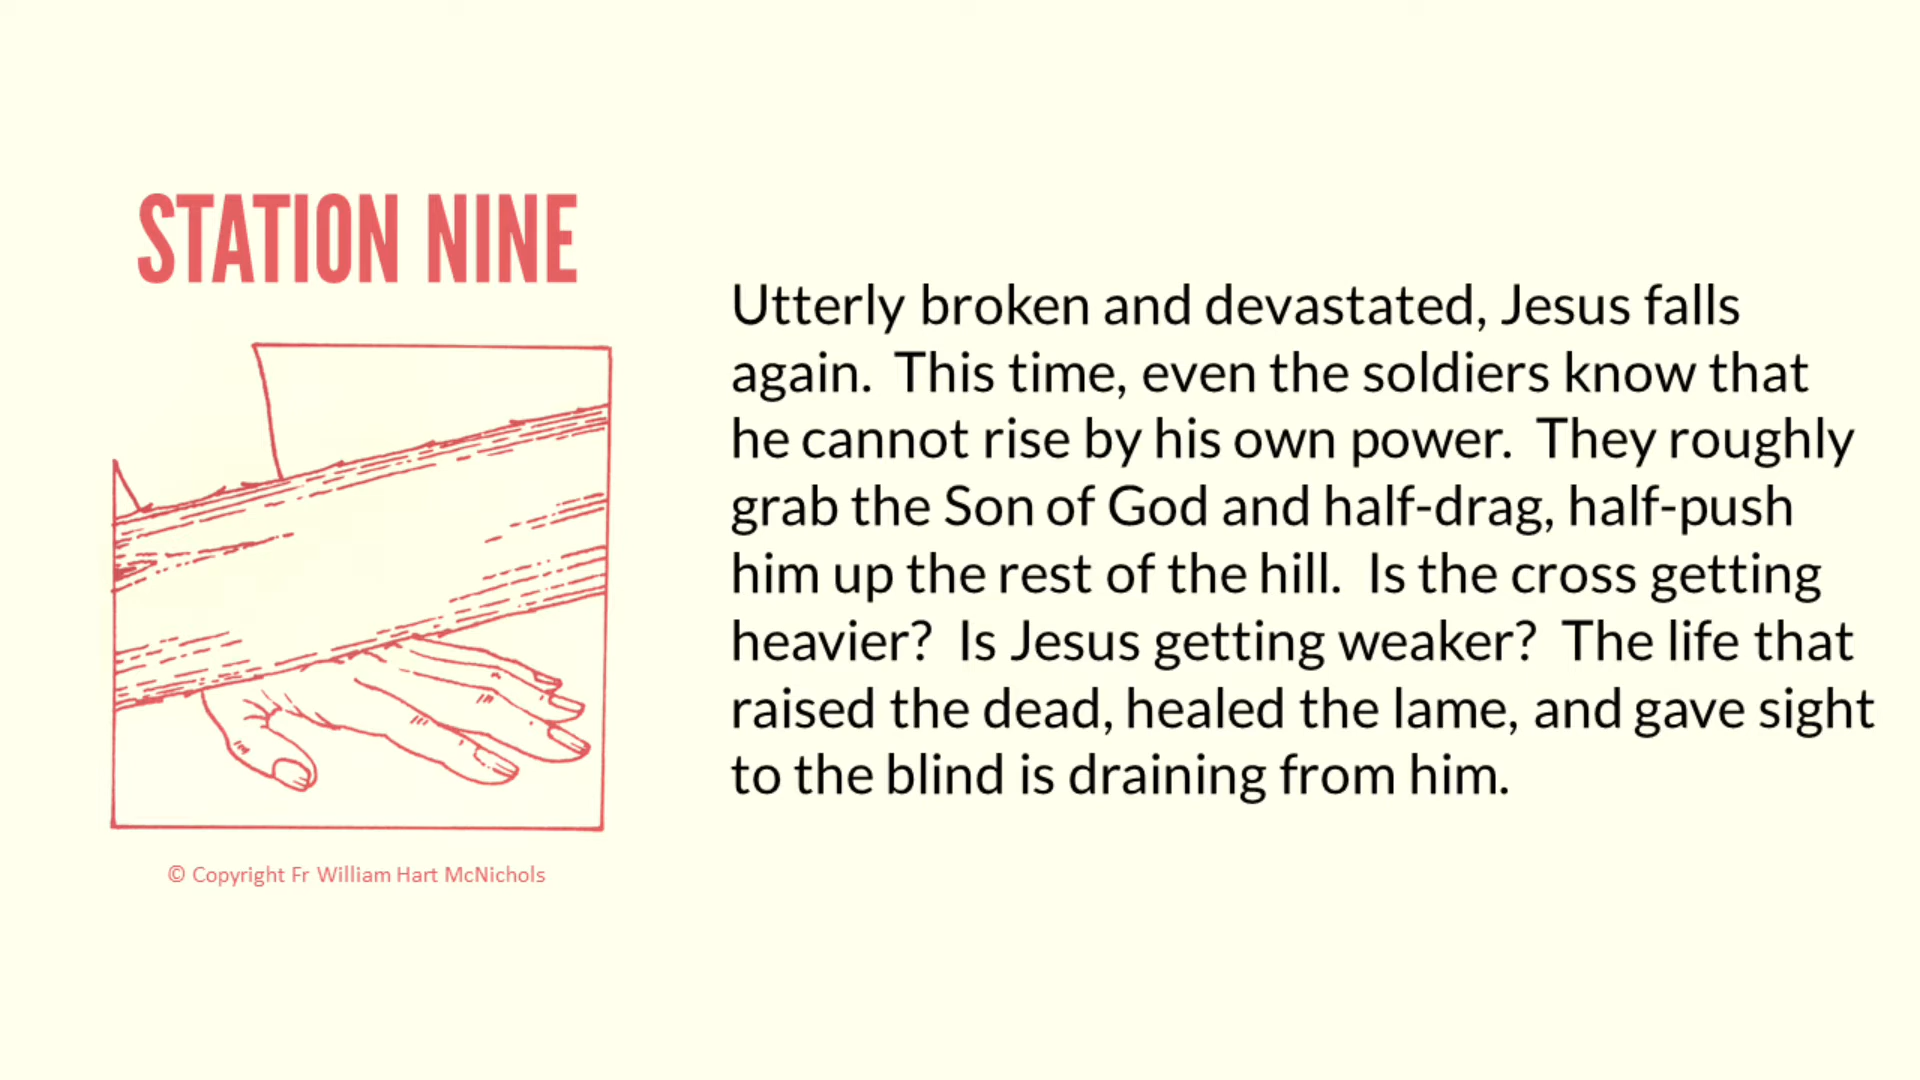 STATION NINE
Utterly broken and devastated, Jesus falls
again.  This time, even the soldiers know that
he cannot rise by his own power.  They roughly
grab the Son of God and half-drag, half-push
him up the rest of the hill.  Is the cross getting
heavier?  Is Jesus getting weaker?  The life that
raised the dead, healed the lame, and gave sight
to the blind is draining from him.
© Copyright Fr William Hart McNichols